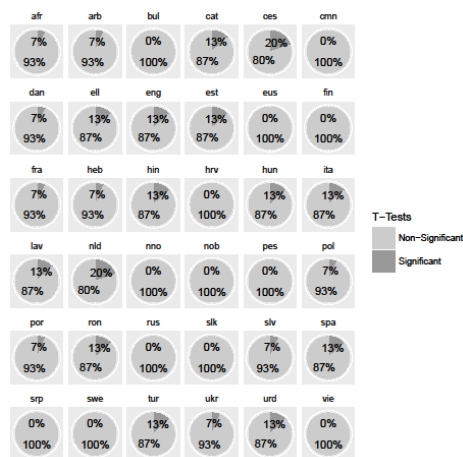 afr arb bul cat ces cmn
7% 7% 0% 13% 20% 0%
93% 93% 100% 87% 80% 100%
dan ell eng est eus fin
7% 13% 13% 13% 0% 0%
93% 87% 87% 87% 100% 100%
fra heb hin hrv hun ita
7% 7% 13% 0% 13% 13%
93% 93% 87% 100% 87% 87%
T-Tests
Non-Significant
Significant
lav nld nno nob pes pol
13% 20% 0% 0% 0% 7%
87% 80% 100% 100% 100% 93%
por ron rus slk slv spa
7% 13% 0% 0% 7% 13%
93% 87% 100% 100% 93% 87%
srp swe tur ukr urd vie
0% 0% 13% 7% 13% 0%
100% 100% 87% 93% 87% 100%